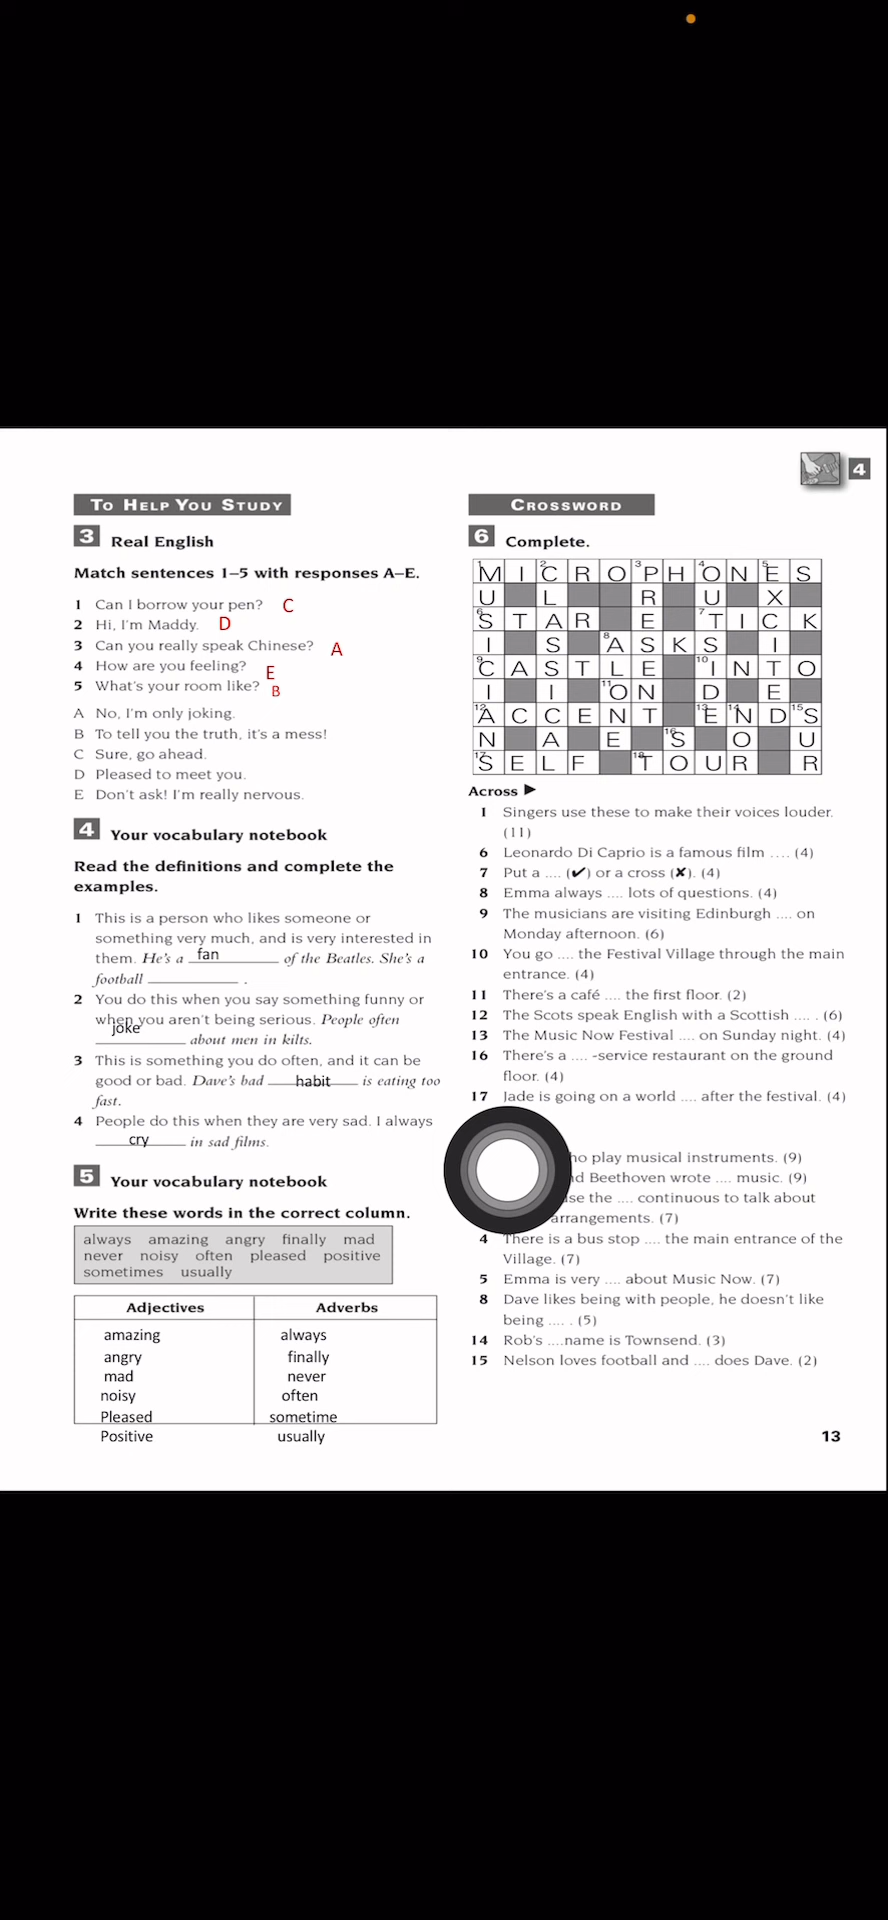 4
TO HELP YOU STUDY
3 Real English
Match sentences 1–5 with responses A–E.
1 Can I borrow your pen? C
2 Hi, I'm Maddy. D
3 Can you really speak Chinese? A
4 How are you feeling? E
5 What's your room like? B
A No, I'm only joking.
B To tell you the truth, it's a mess!
C Sure, go ahead.
D Pleased to meet you.
E Don't ask! I'm really nervous.
4 Your vocabulary notebook
Read the definitions and complete the
examples.
1 This is a person who likes someone or
something very much, and is very interested in
them. He's a fan of the Beatles. She's a
football .
2 You do this when you say something funny or
when you aren't being serious. People often
joke about men in kilts.
3 This is something you do often, and it can be
good or bad. Dave's bad habit is eating too
fast.
4 People do this when they are very sad. I always
cry in sad films.
5 Your vocabulary notebook
Write these words in the correct column.
always amazing angry finally mad
never noisy often pleased positive
sometimes usually
Adjectives Adverbs
amazing always
angry finally
mad never
noisy often
Pleased sometime
Positive usually
CROSSWORD
6 Complete.
1 M I 2 C R O 3 P H 4 O N 5 E S
U L R U X
6 S T A R E 7 T I C K
I S 8 A S K S I
9 C A S T L E 10 I N T O
I I 11 O N D E
12 A C C E N T 13 E 14 N D 15 S
N A E 16 S O U
17 S E L F 18 T O U R R
Across ▶
1 Singers use these to make their voices louder.
(11)
6 Leonardo Di Caprio is a famous film .... (4)
7 Put a .... (✔) or a cross (✘). (4)
8 Emma always .... lots of questions. (4)
9 The musicians are visiting Edinburgh .... on
Monday afternoon. (6)
10 You go .... the Festival Village through the main
entrance. (4)
11 There's a café .... the first floor. (2)
12 The Scots speak English with a Scottish .... . (6)
13 The Music Now Festival .... on Sunday night. (4)
16 There's a .... -service restaurant on the ground
floor. (4)
17 Jade is going on a world .... after the festival. (4)
play musical instruments. (9)
Beethoven wrote .... music. (9)
the .... continuous to talk about
arrangements. (7)
4 There is a bus stop .... the main entrance of the
Village. (7)
5 Emma is very .... about Music Now. (7)
8 Dave likes being with people, he doesn't like
being .... . (5)
14 Rob's ....name is Townsend. (3)
15 Nelson loves football and .... does Dave. (2)
13